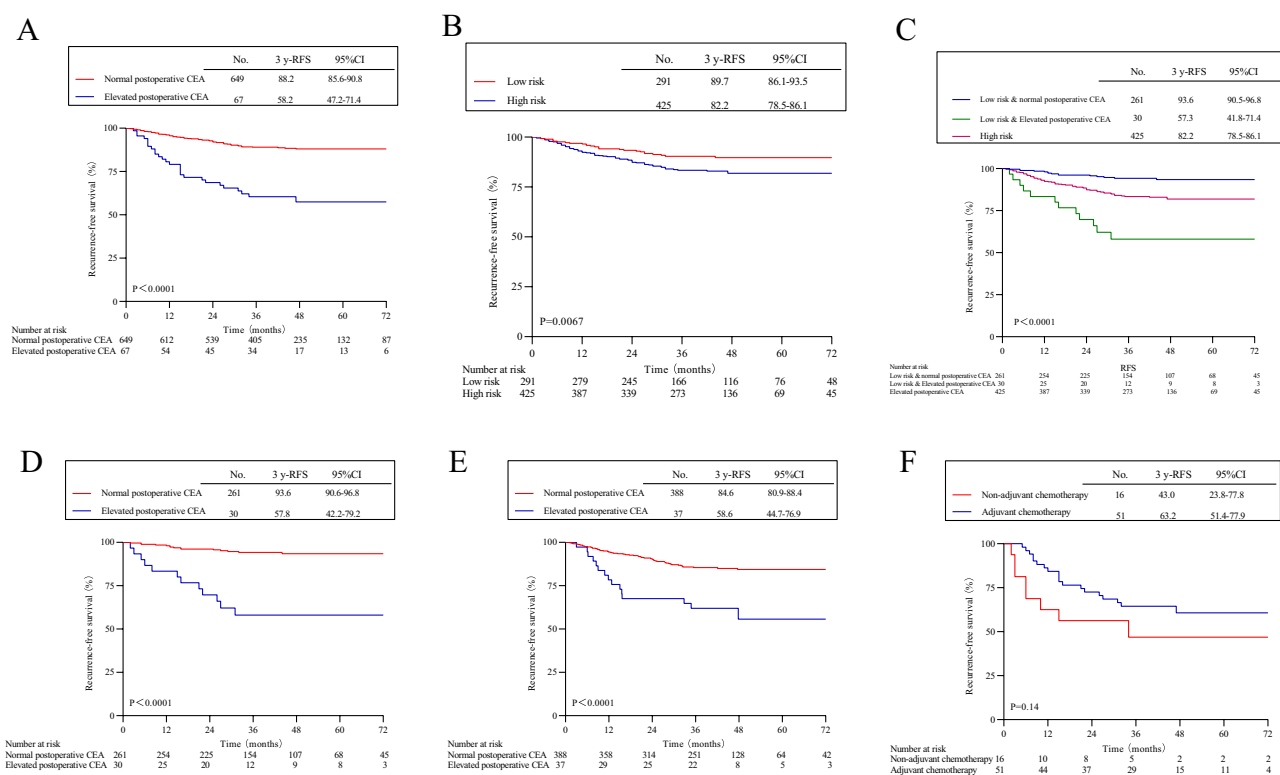 A
No. 3 y-RFS 95%CI
Normal postoperative CEA 649 88.2 85.6-90.8
Elevated postoperative CEA 67 58.2 47.2-71.4
Recurrence-free survival (%)
100
75
50
25
0
P<0.0001
0 12 24 36 48 60 72
Time (months)
Number at risk
Normal postoperative CEA 649 612 539 405 235 132 87
Elevated postoperative CEA 67 54 45 34 17 13 6
B
No. 3 y-RFS 95%CI
Low risk 291 89.7 86.1-93.5
High risk 425 82.2 78.5-86.1
Recurrence-free survival (%)
100
75
50
25
0
P=0.0067
0 12 24 36 48 60 72
Time (months)
Number at risk
Low risk 291 279 245 166 116 76 48
High risk 425 387 339 273 136 69 45
C
No. 3 y-RFS 95%CI
Low risk & normal postoperative CEA 261 93.6 90.5-96.8
Low risk & Elevated postoperative CEA 30 57.3 41.8-71.4
High risk 425 82.2 78.5-86.1
Recurrence-free survival (%)
100
75
50
25
0
P<0.0001
0 12 24 36 48 60 72
RFS
Number at risk
Low risk & normal postoperative CEA 261 254 225 154 107 68 45
Low risk & Elevated postoperative CEA 30 25 20 12 9 8 3
Elevated postoperative CEA 425 387 339 273 136 69 45
D
No. 3 y-RFS 95%CI
Normal postoperative CEA 261 93.6 90.6-96.8
Elevated postoperative CEA 30 57.8 42.2-79.2
Recurrence-free survival (%)
100
75
50
25
0
P<0.0001
0 12 24 36 48 60 72
Time (months)
Number at risk
Normal postoperative CEA 261 254 225 154 107 68 45
Elevated postoperative CEA 30 25 20 12 9 8 3
E
No. 3 y-RFS 95%CI
Normal postoperative CEA 388 84.6 80.9-88.4
Elevated postoperative CEA 37 58.6 44.7-76.9
Recurrence-free survival (%)
100
75
50
25
0
P<0.0001
0 12 24 36 48 60 72
Time (months)
Number at risk
Normal postoperative CEA 388 358 314 251 128 64 42
Elevated postoperative CEA 37 29 25 22 8 5 3
F
No. 3 y-RFS 95%CI
Non-adjuvant chemotherapy 16 43.0 23.8-77.8
Adjuvant chemotherapy 51 63.2 51.4-77.9
Recurrence-free survival (%)
100
75
50
25
0
P=0.14
0 12 24 36 48 60 72
Time (months)
Number at risk
Non-adjuvant chemotherapy 16 10 8 5 2 2 2
Adjuvant chemotherapy 51 44 37 29 15 11 4